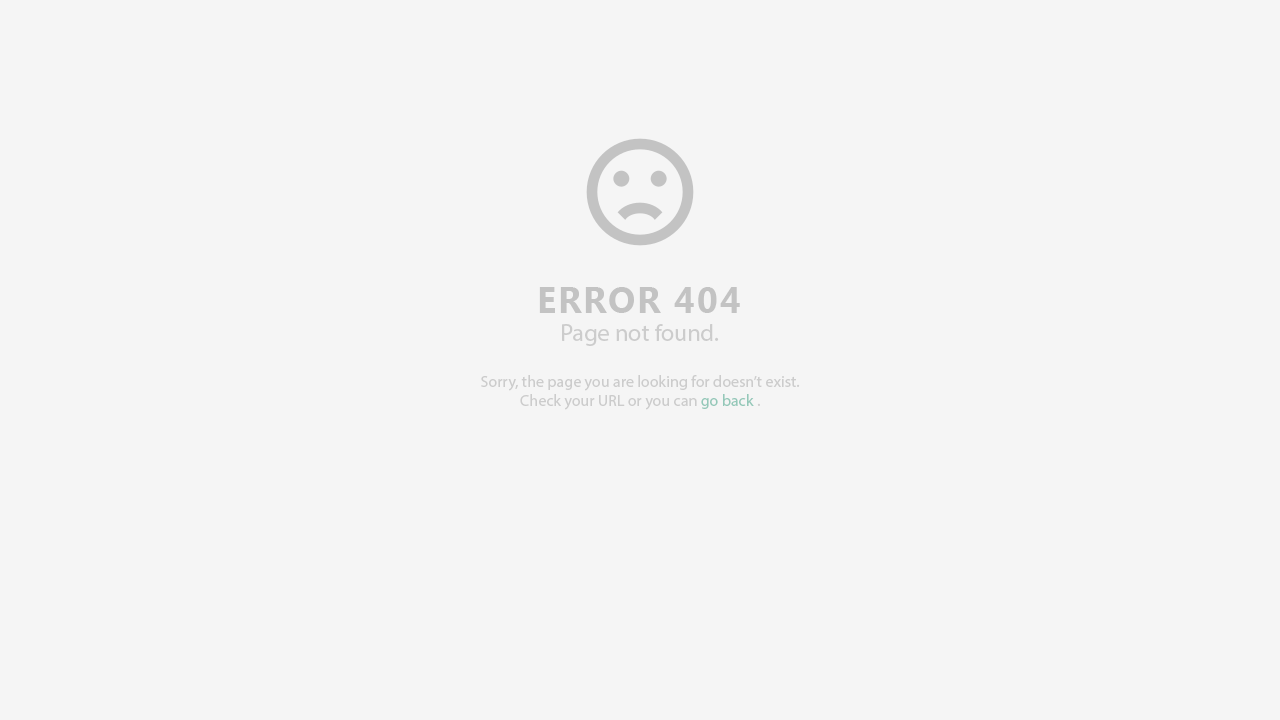 ERROR 404
Page not found.
Sorry, the page you are looking for doesn't exist.
Check your URL or you can go back .